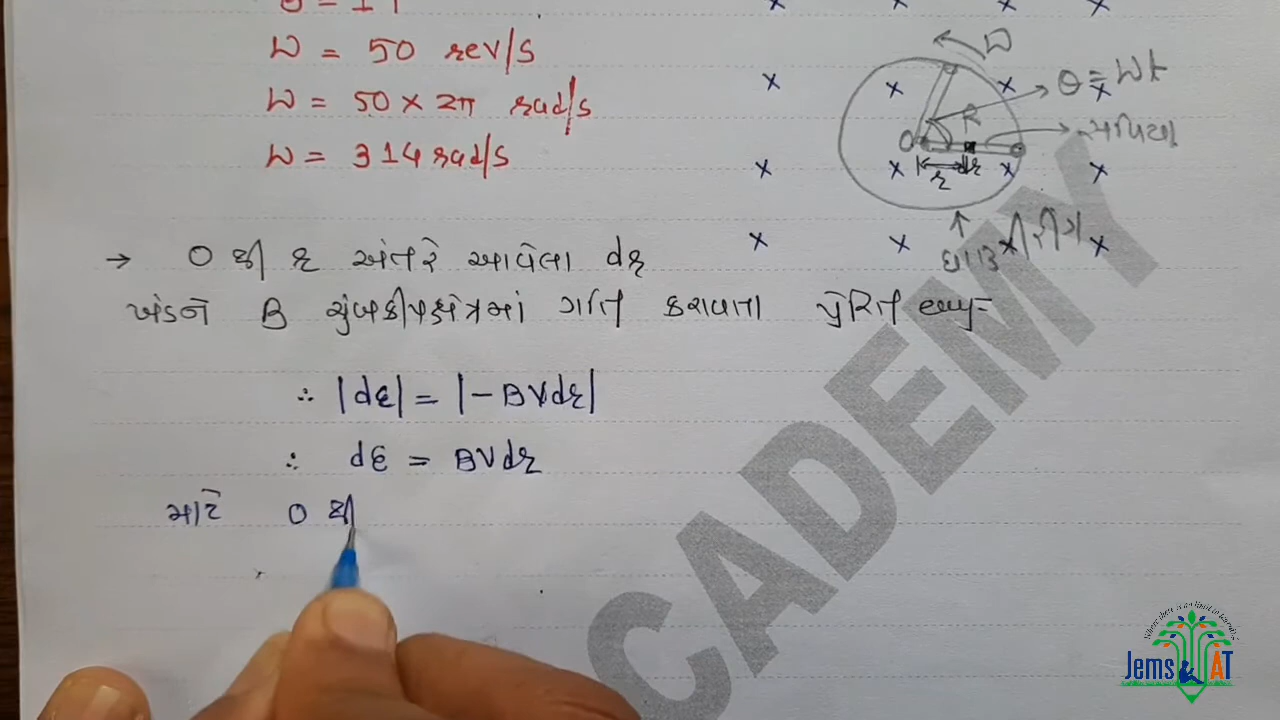 ω = 50 rev/s
ω = 50 × 2π rad/s
ω = 314 rad/s
ω
θ = ωt
R
O
r
dr
ધાત્વિક રીંગ
→ O થી r અંતરે આવેલા dr
ખંડને B ચુંબકીયક્ષેત્રમાં ગતિ કરાવતા પ્રેરિત emf =
∴ |dε| = |-BVdr|
∴ dε = BVdr
માટે O થી
CADEMY
Jems AT